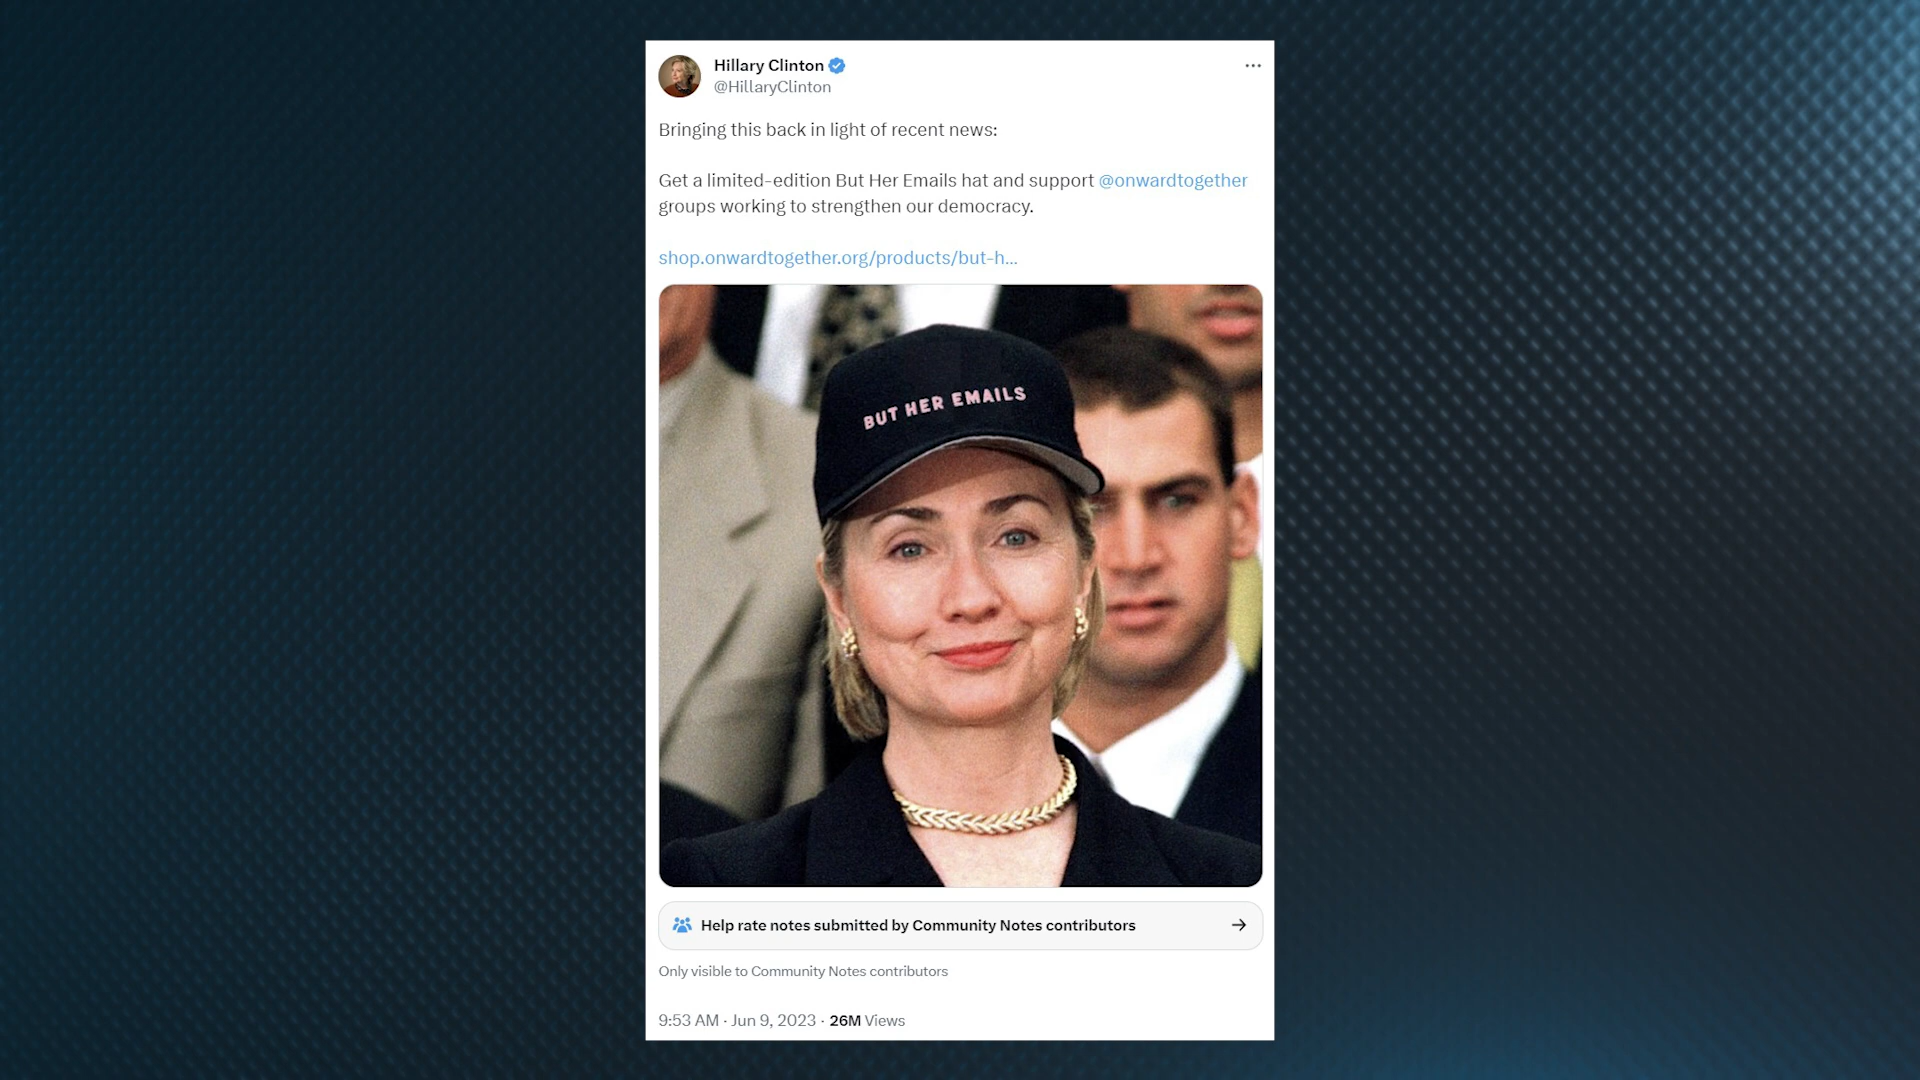 Hillary Clinton
@HillaryClinton
Bringing this back in light of recent news:
Get a limited-edition But Her Emails hat and support @onwardtogether
groups working to strengthen our democracy.
shop.onwardtogether.org/products/but-h...
BUT HER EMAILS
Help rate notes submitted by Community Notes contributors
Only visible to Community Notes contributors
9:53 AM · Jun 9, 2023 · 26M Views